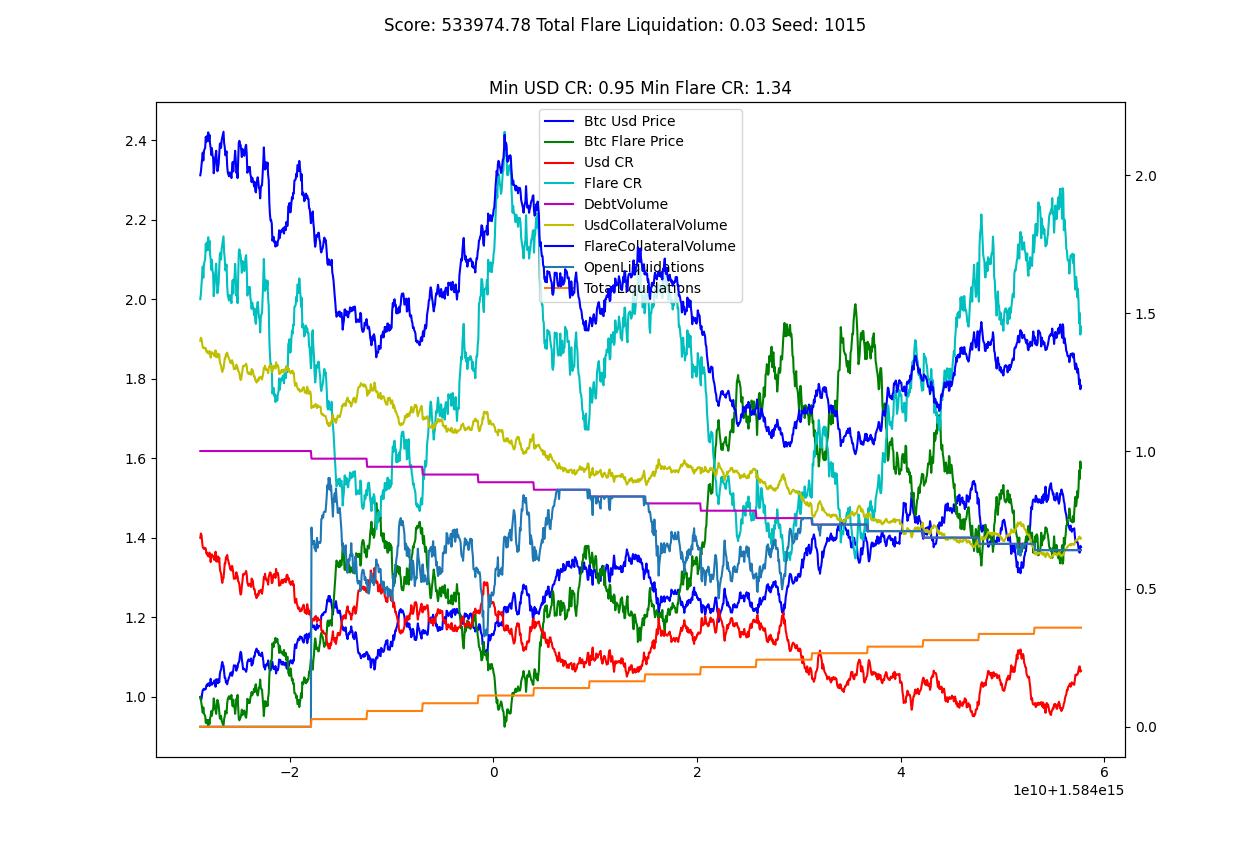 Score: 533974.78 Total Flare Liquidation: 0.03 Seed: 1015
Min USD CR: 0.95 Min Flare CR: 1.34
Btc Usd Price
Btc Flare Price
Usd CR
Flare CR
DebtVolume
UsdCollateralVolume
FlareCollateralVolume
OpenLiquidations
TotalLiquidations
2.4
2.2
2.0
1.8
1.6
1.4
1.2
1.0
2.0
1.5
1.0
0.5
0.0
−2
0
2
4
6
1e10+1.584e15